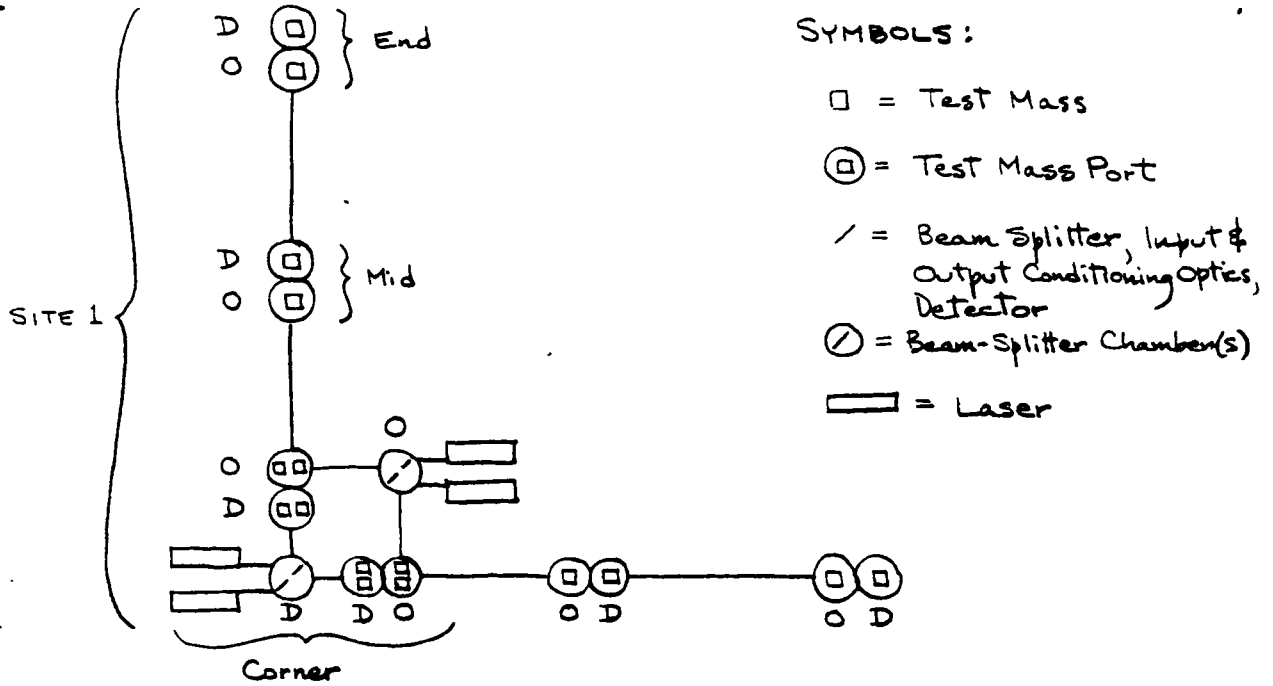 D
End
O
D
Mid
O
SITE 1
O
O
D
D
D
O
O
D
O
D
Corner
SYMBOLS:
□ = Test Mass
= Test Mass Port
/ = Beam Splitter, Input &
Output Conditioning Optics,
Detector
= Beam-Splitter Chamber(s)
= Laser